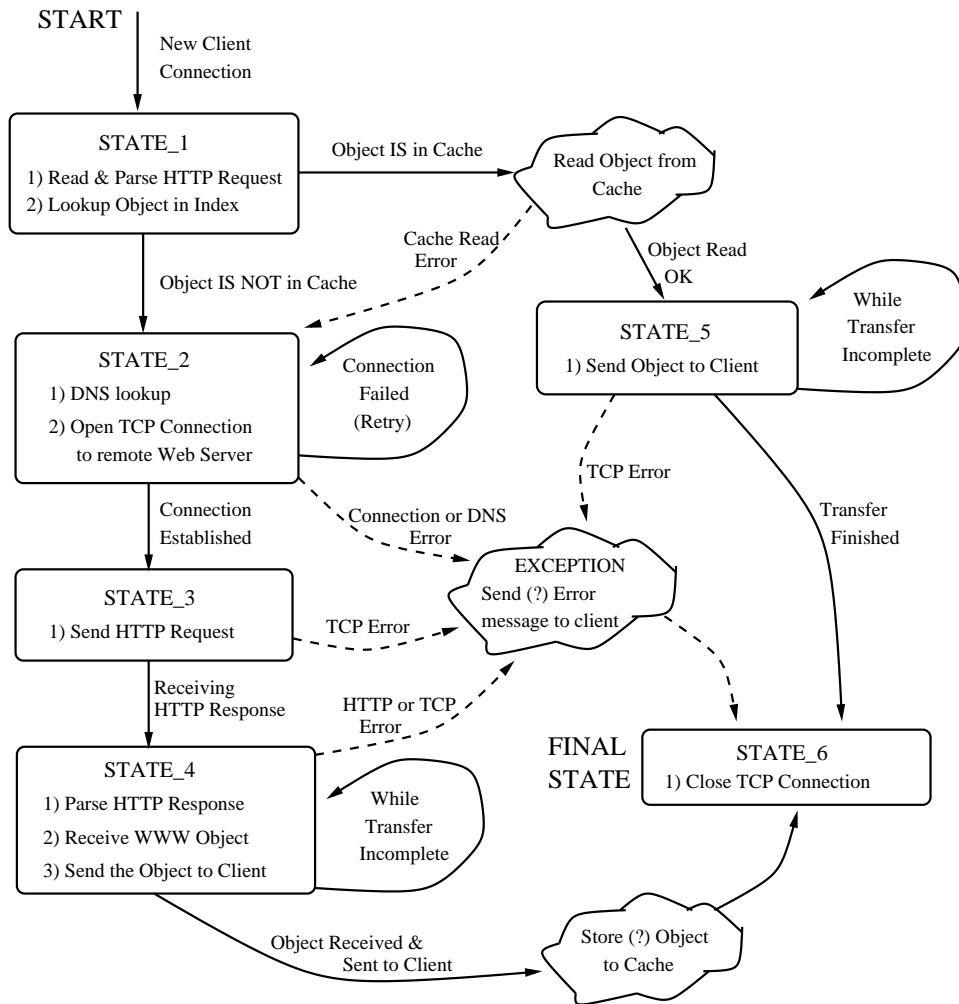 START
New Client
Connection
STATE_1
1) Read & Parse HTTP Request
2) Lookup Object in Index
Object IS in Cache
Read Object from
Cache
Cache Read
Error
Object Read
OK
Object IS NOT in Cache
STATE_2
1) DNS lookup
2) Open TCP Connection
to remote Web Server
Connection
Failed
(Retry)
STATE_5
1) Send Object to Client
While
Transfer
Incomplete
TCP Error
Connection
Established
Connection or DNS
Error
Transfer
Finished
EXCEPTION
Send (?) Error
message to client
STATE_3
1) Send HTTP Request
TCP Error
Receiving
HTTP Response
HTTP or TCP
Error
STATE_4
1) Parse HTTP Response
2) Receive WWW Object
3) Send the Object to Client
While
Transfer
Incomplete
FINAL
STATE
STATE_6
1) Close TCP Connection
Object Received &
Sent to Client
Store (?) Object
to Cache